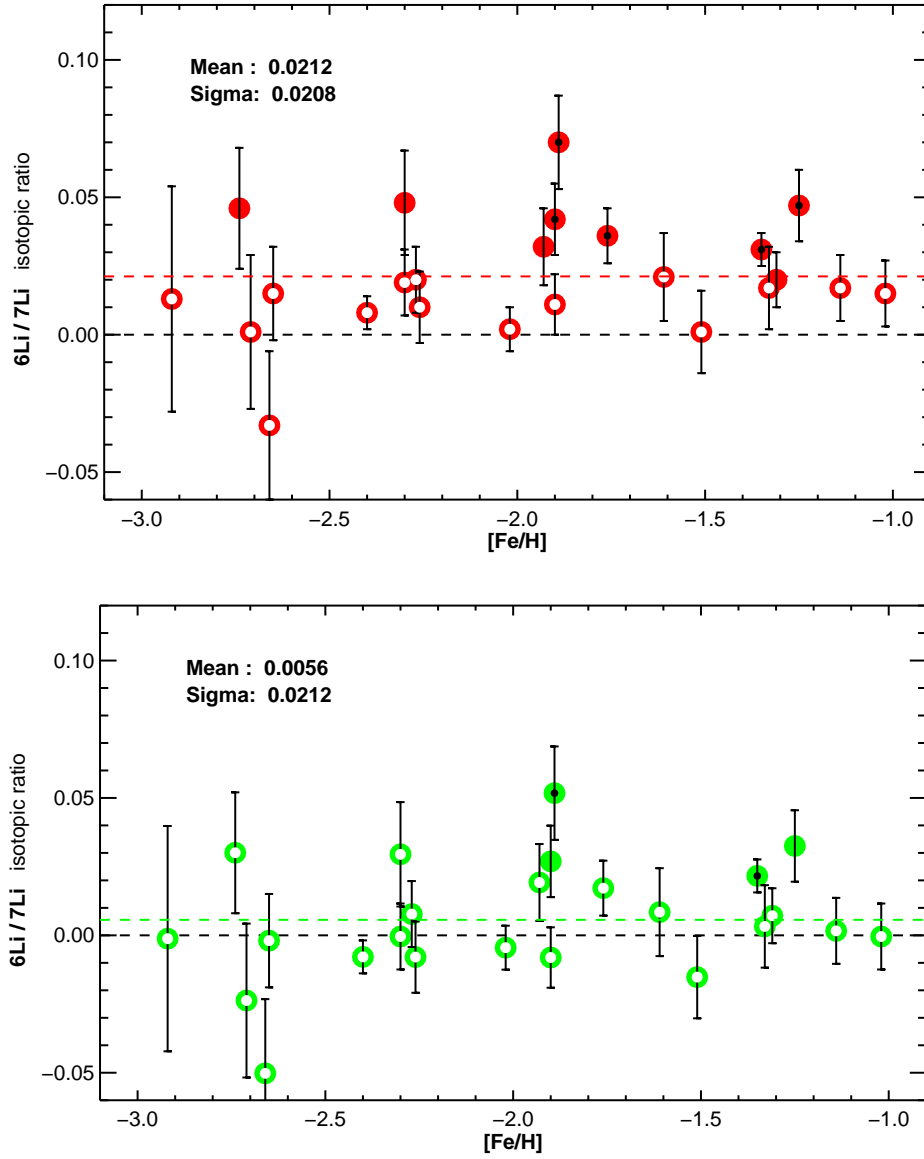 0.10
Mean : 0.0212
Sigma: 0.0208
0.05
0.00
−0.05
6Li / 7Li isotopic ratio
−3.0 −2.5 −2.0 −1.5 −1.0
[Fe/H]
0.10
Mean : 0.0056
Sigma: 0.0212
0.05
0.00
−0.05
6Li / 7Li isotopic ratio
−3.0 −2.5 −2.0 −1.5 −1.0
[Fe/H]